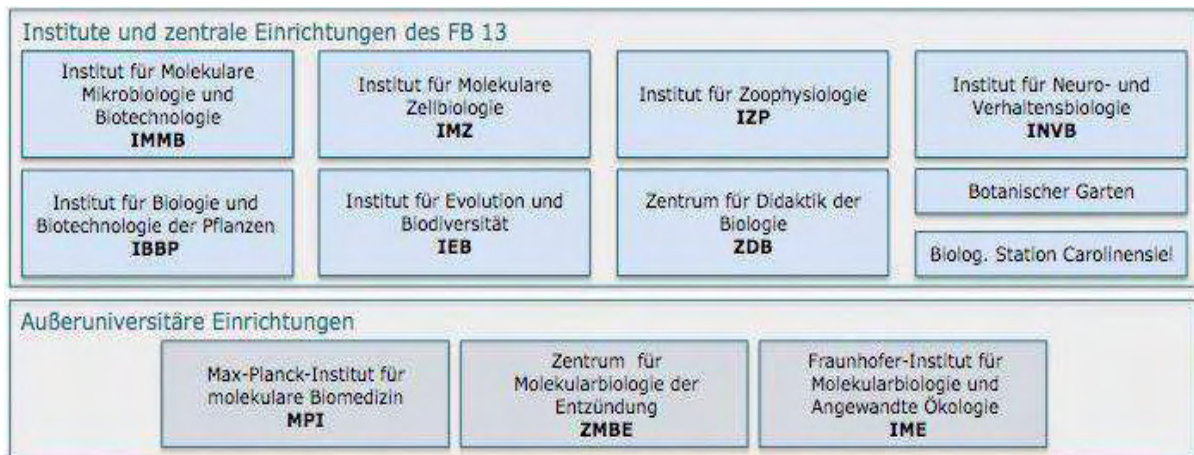 Institute und zentrale Einrichtungen des FB 13
Institut für Molekulare
Mikrobiologie und
Biotechnologie
IMMB
Institut für Molekulare
Zellbiologie
IMZ
Institut für Zoophysiologie
IZP
Institut für Neuro- und
Verhaltensbiologie
INVB
Institut für Biologie und
Biotechnologie der Pflanzen
IBBP
Institut für Evolution und
Biodiversität
IEB
Zentrum für Didaktik der
Biologie
ZDB
Botanischer Garten
Biolog. Station Carolinensiel
Außeruniversitäre Einrichtungen
Max-Planck-Institut für
molekulare Biomedizin
MPI
Zentrum für
Molekularbiologie der
Entzündung
ZMBE
Fraunhofer-Institut für
Molekularbiologie und
Angewandte Ökologie
IME